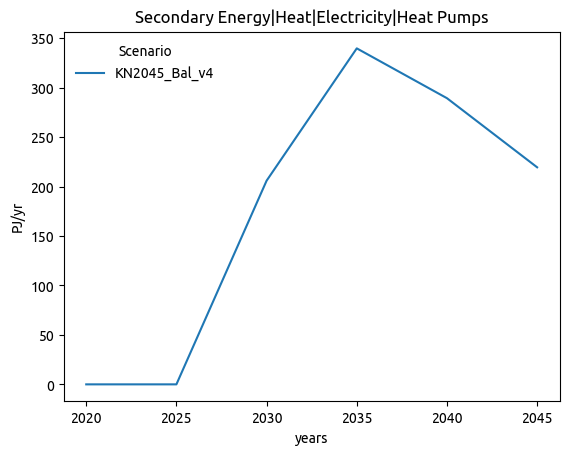 Secondary Energy|Heat|Electricity|Heat Pumps
Scenario
KN2045_Bal_v4
PJ/yr
350
300
250
200
150
100
50
0
2020 2025 2030 2035 2040 2045
years